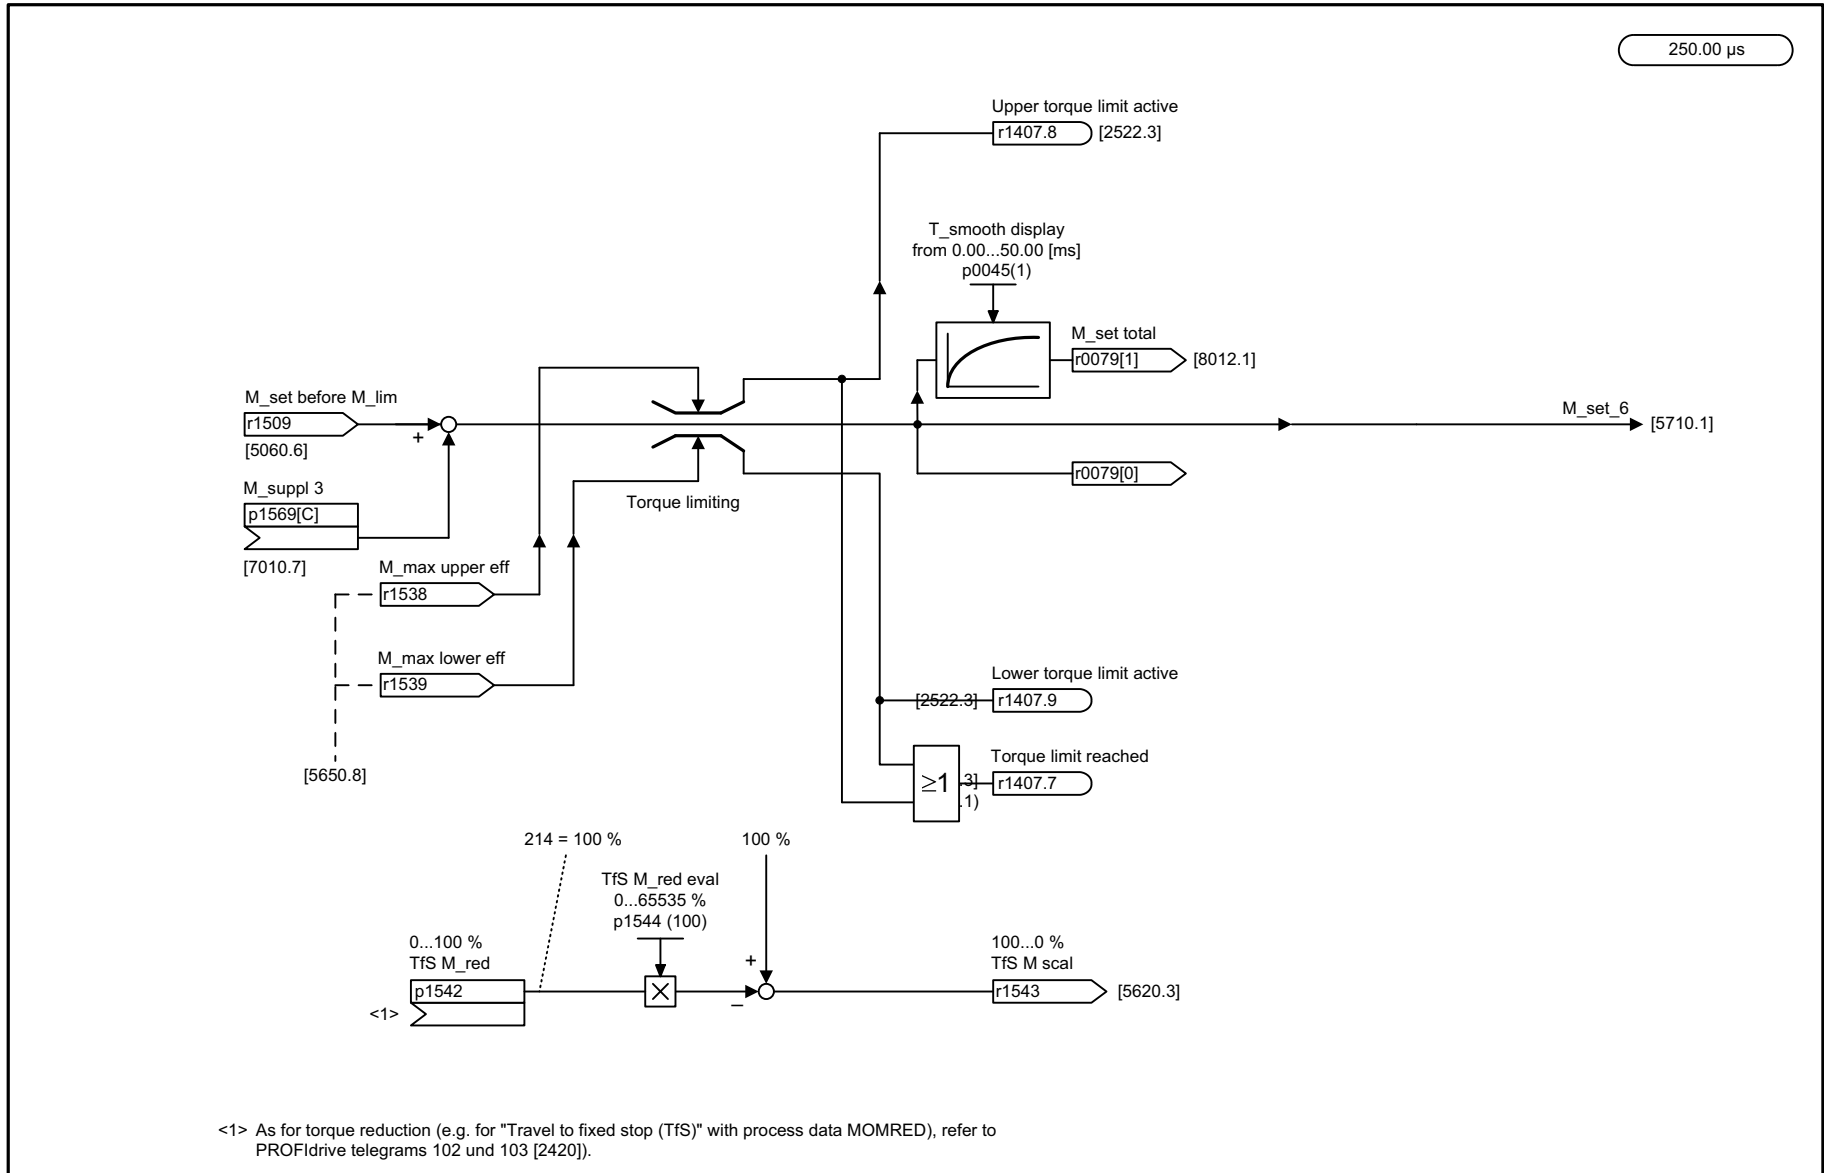 250.00 µs
Upper torque limit active
r1407.8 [2522.3]
T_smooth display
from 0.00...50.00 [ms]
p0045(1)
M_set total
r0079[1] [8012.1]
M_set before M_lim
r1509
+
[5060.6]
M_set_6 [5710.1]
r0079[0]
M_suppl 3
p1569[C]
[7010.7]
Torque limiting
M_max upper eff
r1538
M_max lower eff
r1539
[5650.8]
Lower torque limit active
[2522.3] r1407.9
Torque limit reached
≥1 .3] r1407.7
.1)
214 = 100 %
100 %
TfS M_red eval
0...65535 %
p1544 (100)
0...100 %
TfS M_red
p1542
<1>
×
+
–
100...0 %
TfS M scal
r1543 [5620.3]
<1> As for torque reduction (e.g. for "Travel to fixed stop (TfS)" with process data MOMRED), refer to
PROFIdrive telegrams 102 und 103 [2420]).